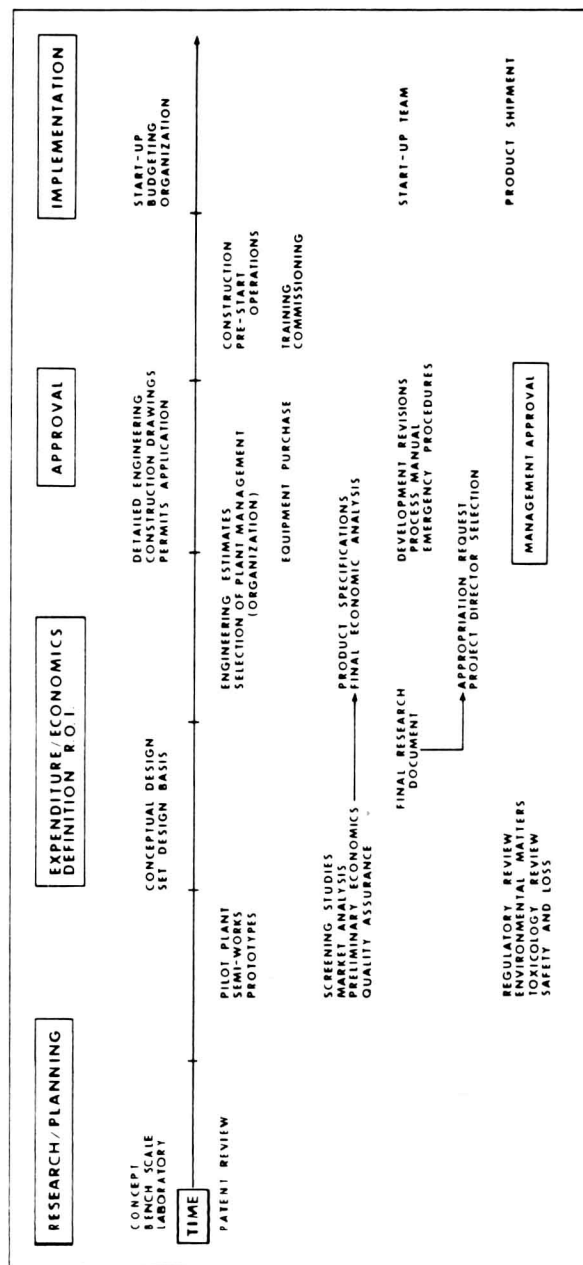 RESEARCH/PLANNING
EXPENDITURE/ECONOMICS
DEFINITION R.O.I.
APPROVAL
IMPLEMENTATION
CONCEPT
BENCH SCALE
LABORATORY
CONCEPTUAL DESIGN
SET DESIGN BASIS
DETAILED ENGINEERING
CONSTRUCTION DRAWINGS
PERMITS APPLICATION
START-UP
BUDGETING
ORGANIZATION
TIME
PATENT REVIEW
PILOT PLANT
SEMI-WORKS
PROTOTYPES
ENGINEERING ESTIMATES
SELECTION OF PLANT MANAGEMENT
(ORGANIZATION)
CONSTRUCTION
PRE-START
OPERATIONS
EQUIPMENT PURCHASE
TRAINING
COMMISSIONING
SCREENING STUDIES
MARKET ANALYSIS
PRELIMINARY ECONOMICS
QUALITY ASSURANCE
PRODUCT SPECIFICATIONS
FINAL ECONOMIC ANALYSIS
FINAL RESEARCH
DOCUMENT
DEVELOPMENT REVISIONS
PROCESS MANUAL
EMERGENCY PROCEDURES
START-UP TEAM
APPROPRIATION REQUEST
PROJECT DIRECTOR SELECTION
REGULATORY REVIEW
ENVIRONMENTAL MATTERS
TOXICOLOGY REVIEW
SAFETY AND LOSS
MANAGEMENT APPROVAL
PRODUCT SHIPMENT